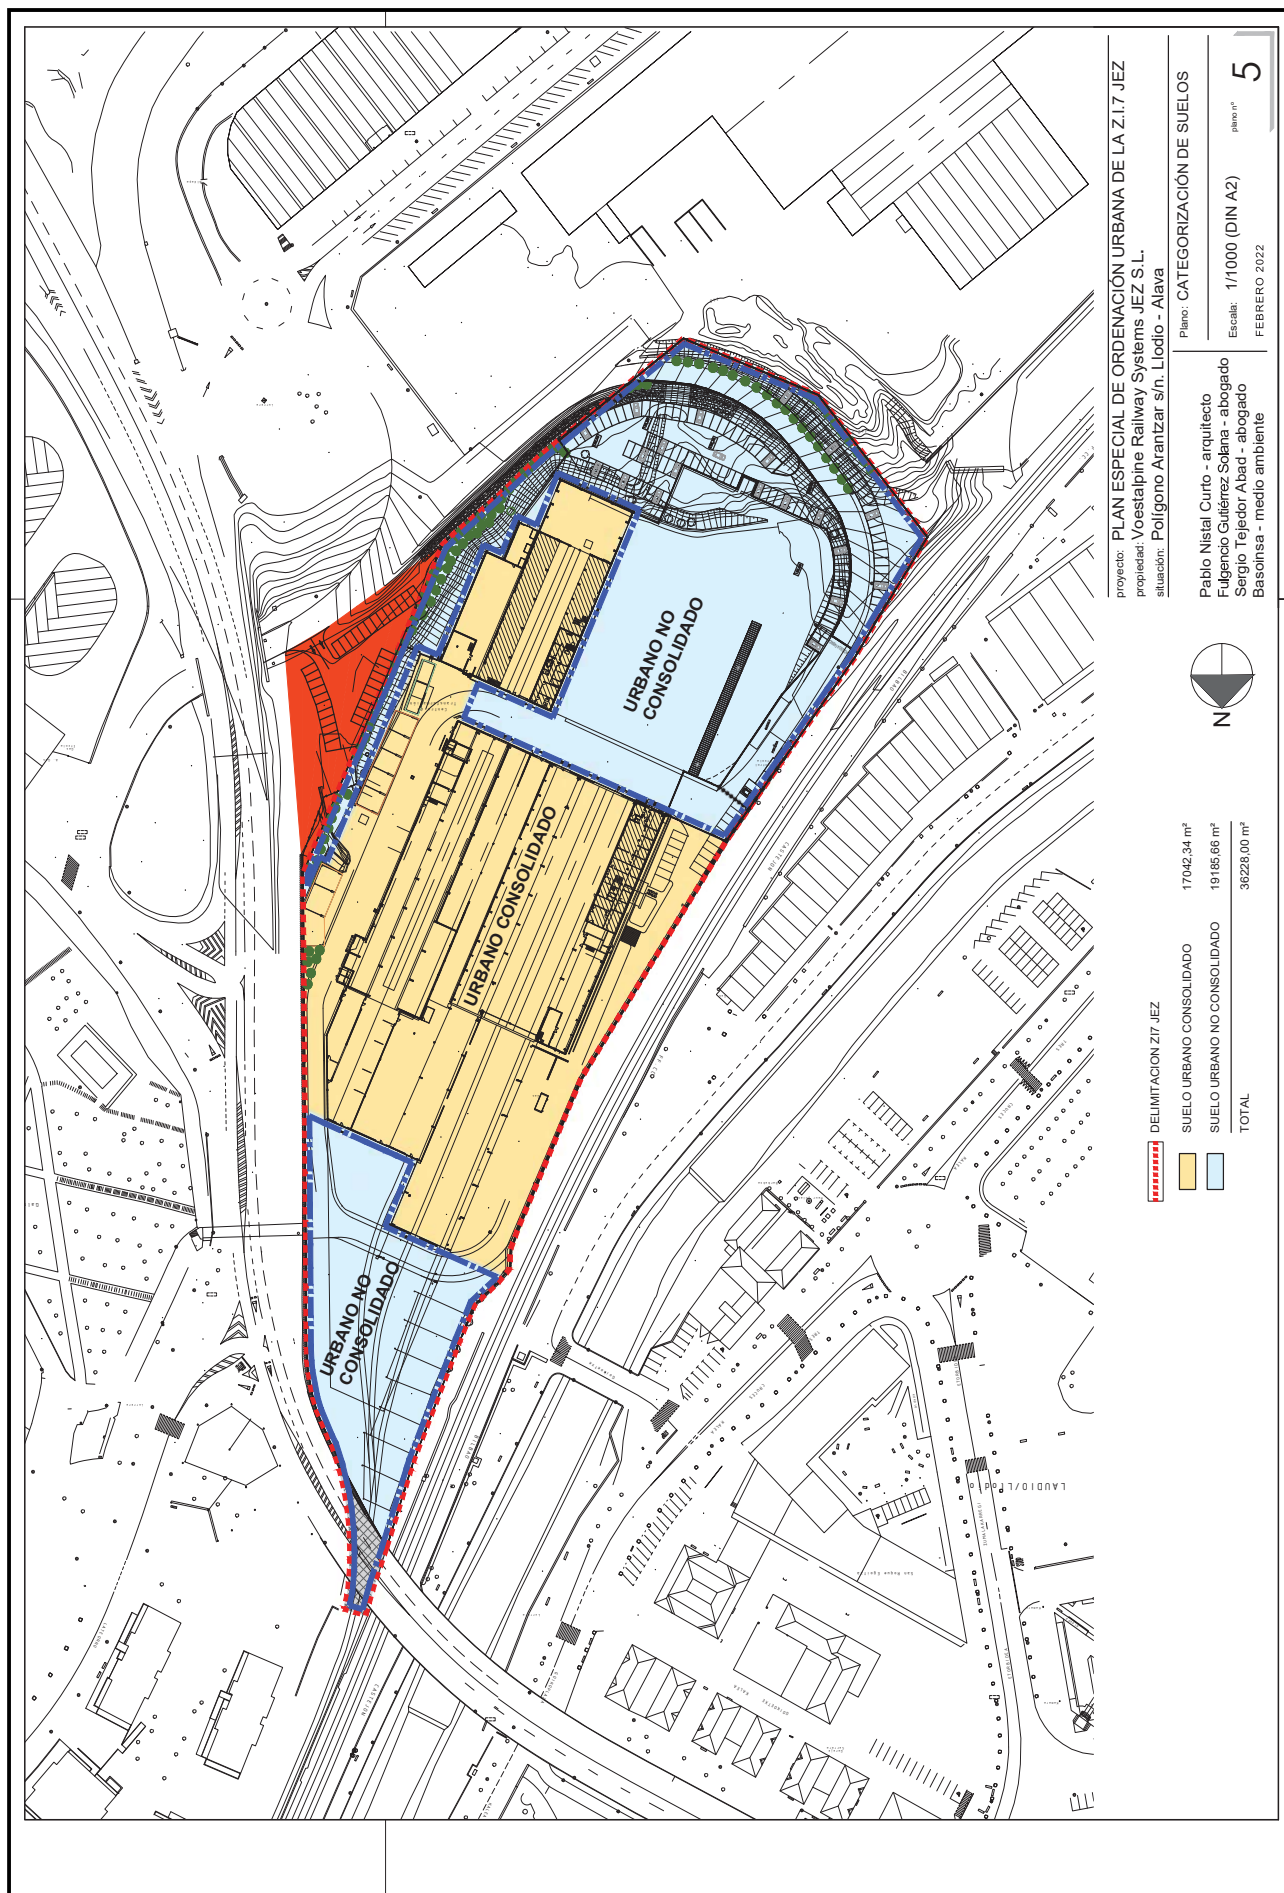 proyecto: PLAN ESPECIAL DE ORDENACIÓN URBANA DE LA Z.I.7 JEZ
propiedad: Voestalpine Railway Systems JEZ S.L.
situación: Polígono Arantzar s/n. Llodio - Alava
Pablo Nistal Curto - arquitecto
Fulgencio Gutiérrez Solana - abogado
Sergio Tejedor Abad - abogado
Basoinsa - medio ambiente
Plano: CATEGORIZACIÓN DE SUELOS
Escala: 1/1000 (DIN A2)
FEBRERO 2022
plano nº
5
N
DELIMITACION ZI7 JEZ
SUELO URBANO CONSOLIDADO 17042,34 m²
SUELO URBANO NO CONSOLIDADO 19185,66 m²
TOTAL 36228,00 m²
URBANO NO
CONSOLIDADO
URBANO CONSOLIDADO
URBANO NO
CONSOLIDADO
BILBAO
CASTEJON
BILBAO
CASTEJON
LAUDIO/Llodio